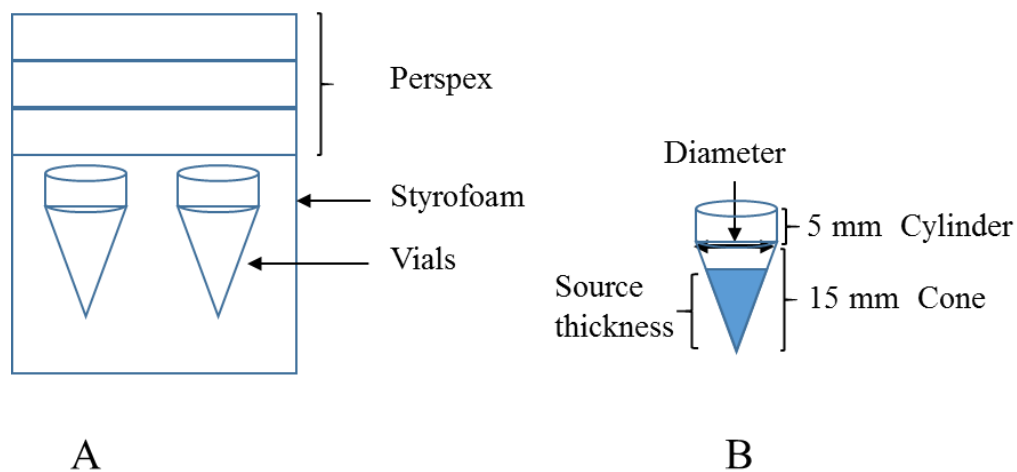 Perspex
Styrofoam
Vials
A
Diameter
5 mm Cylinder
Source
thickness
15 mm Cone
B